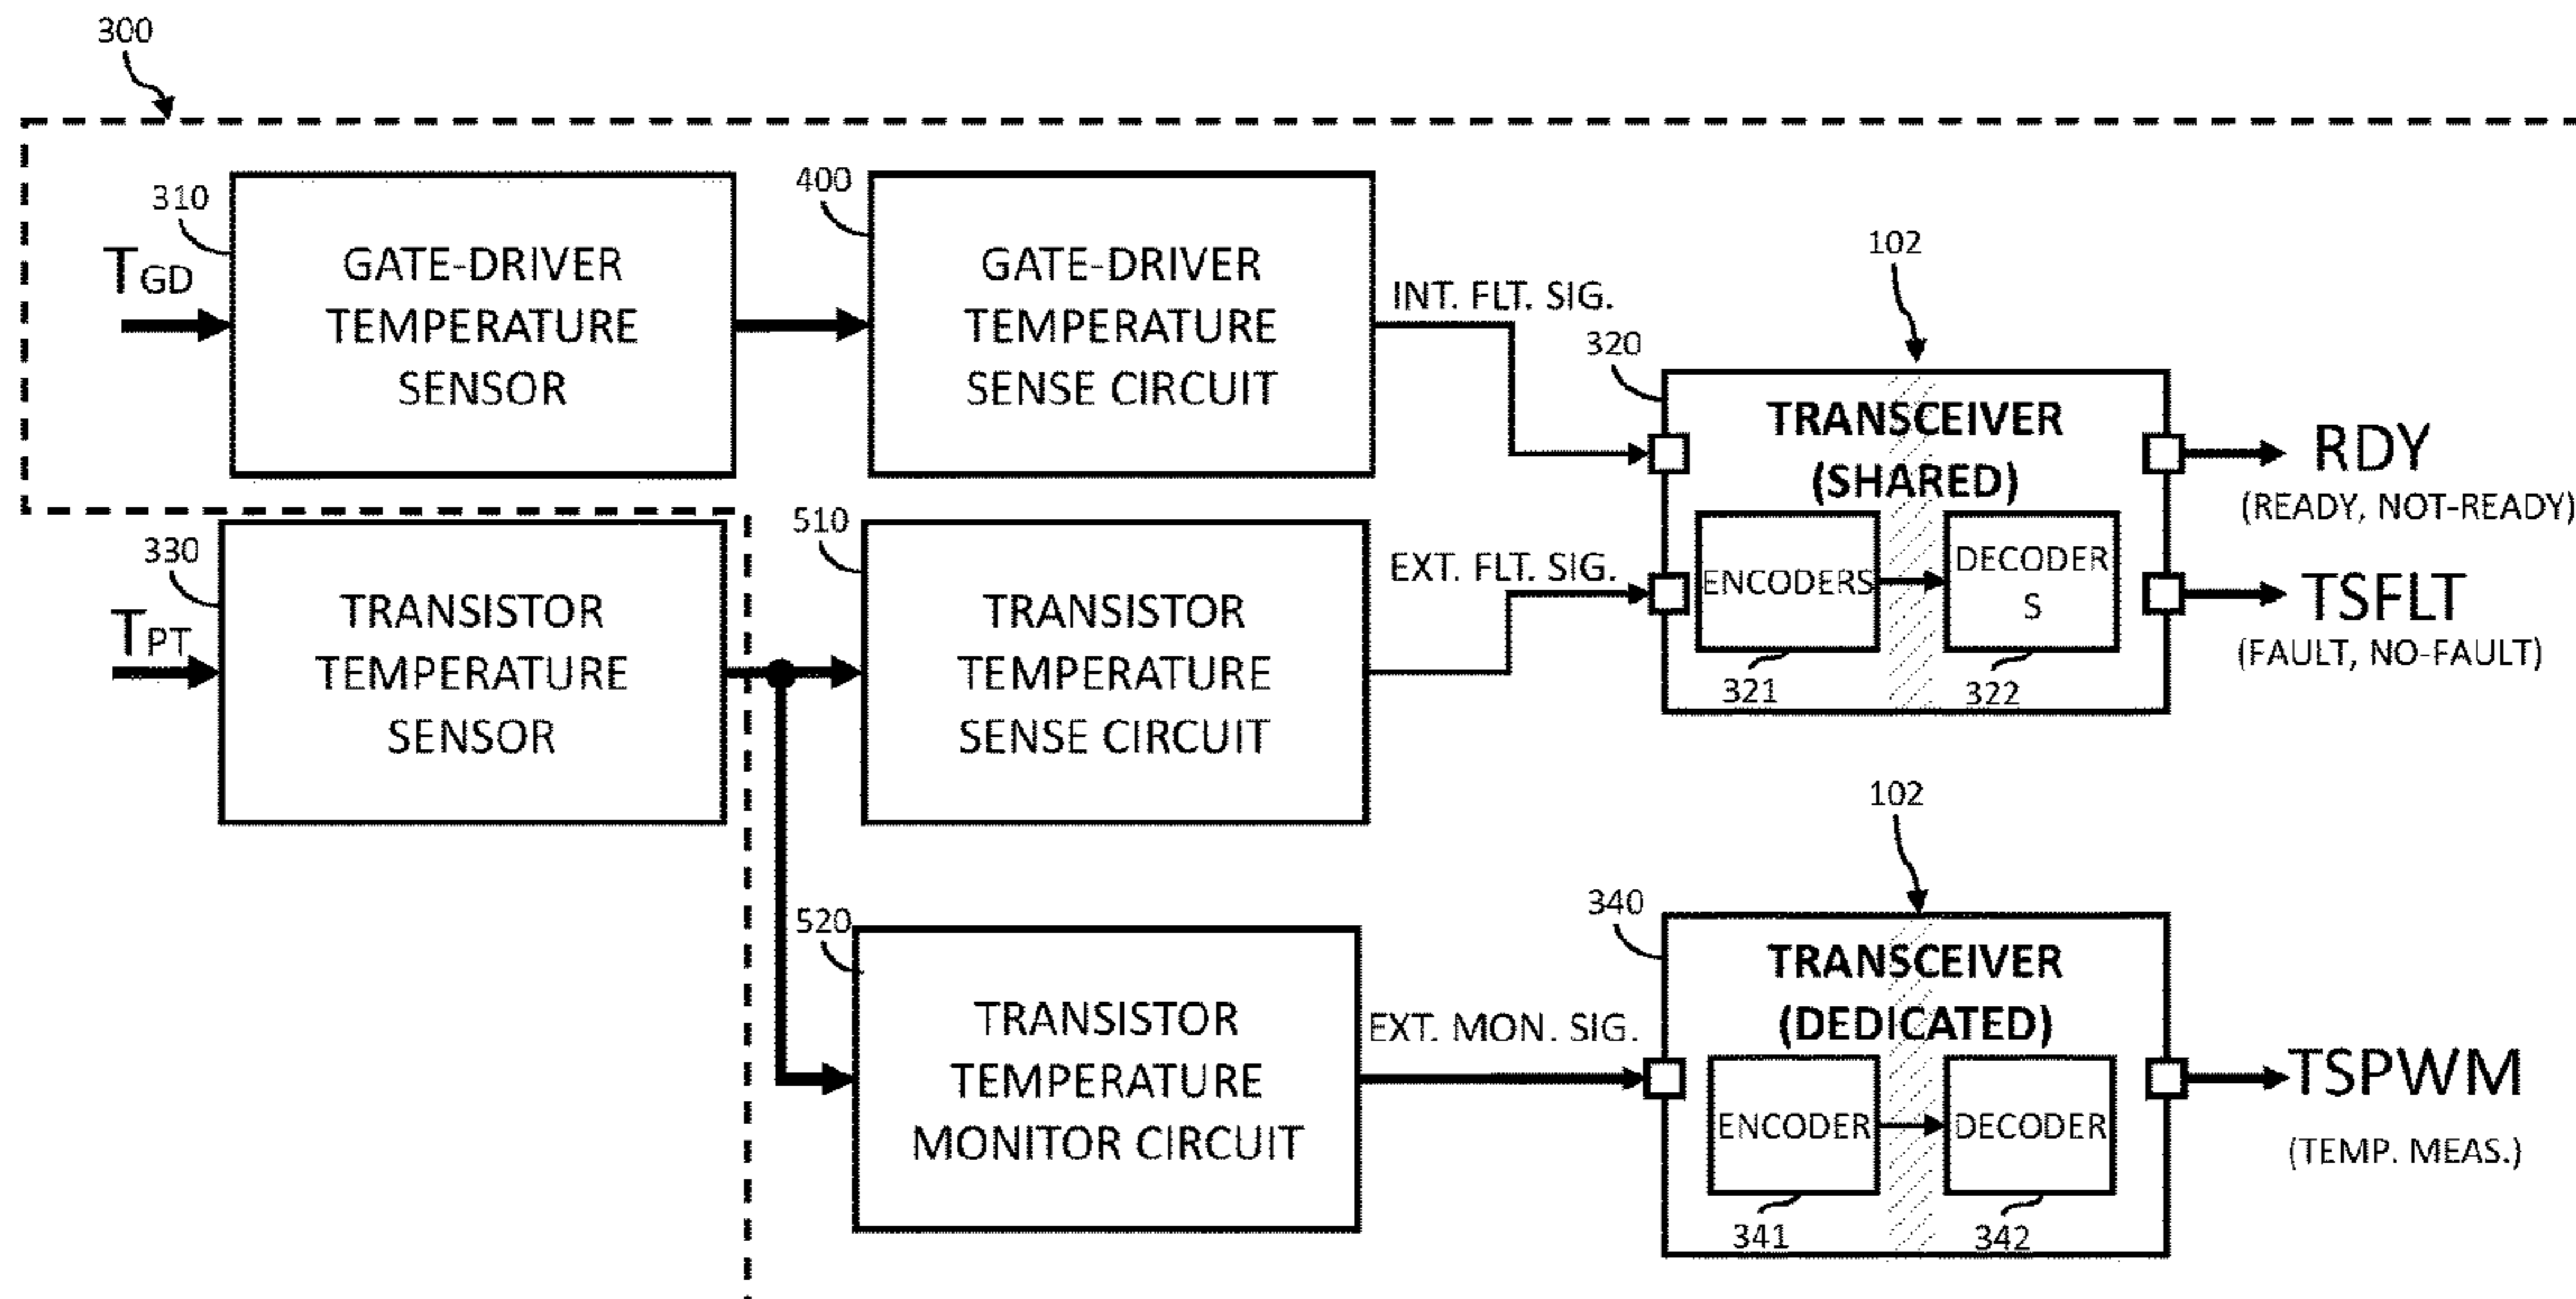 300
310
T GD
GATE-DRIVER
TEMPERATURE
SENSOR
400
GATE-DRIVER
TEMPERATURE
SENSE CIRCUIT
INT. FLT. SIG.
102
320
TRANSCEIVER
(SHARED)
ENCODERS
DECODER
S
321
322
RDY
(READY, NOT-READY)
TSFLT
(FAULT, NO-FAULT)
330
T PT
TRANSISTOR
TEMPERATURE
SENSOR
510
TRANSISTOR
TEMPERATURE
SENSE CIRCUIT
EXT. FLT. SIG.
520
TRANSISTOR
TEMPERATURE
MONITOR CIRCUIT
EXT. MON. SIG.
102
340
TRANSCEIVER
(DEDICATED)
ENCODER
DECODER
341
342
TSPWM
(TEMP. MEAS.)